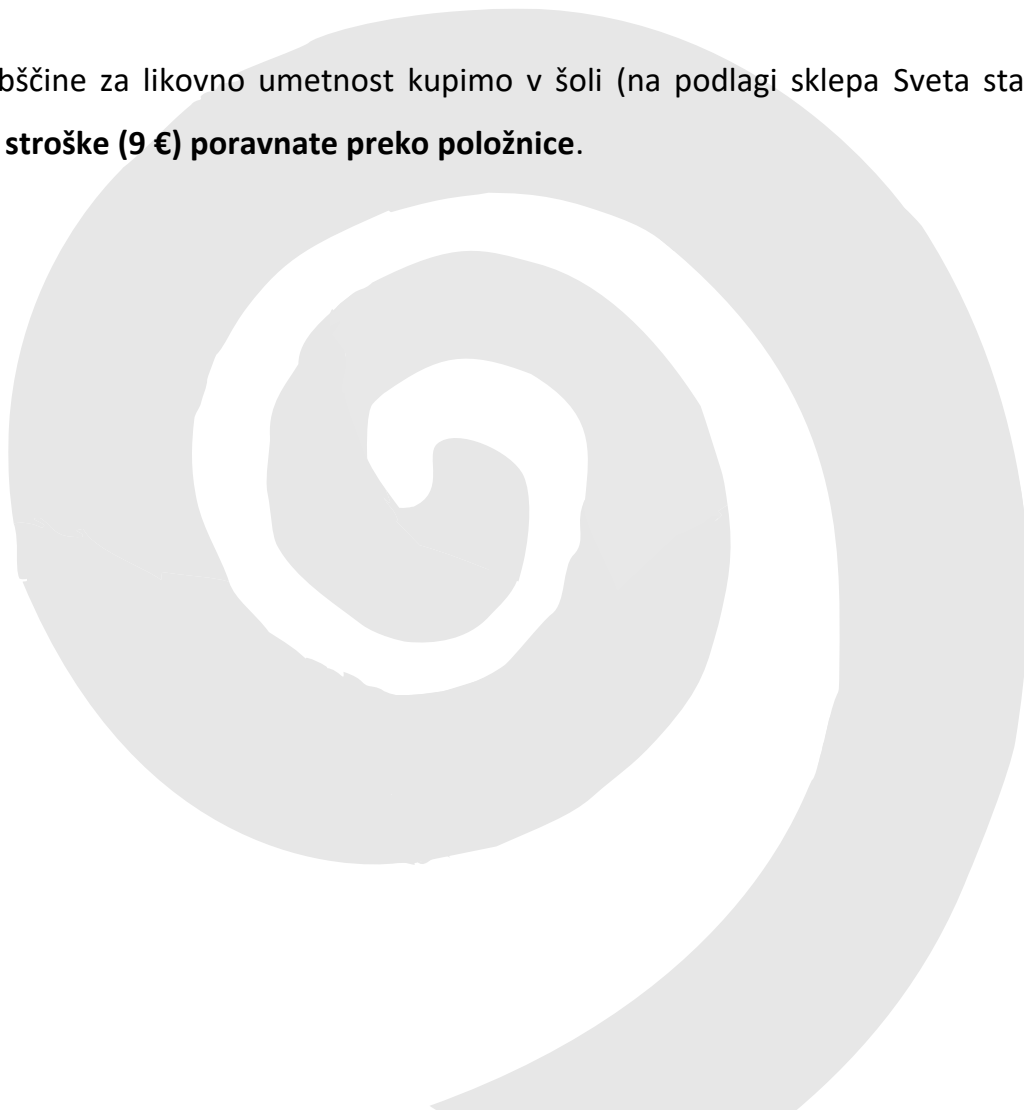 bščine za likovno umetnost kupimo v šoli (na podlagi sklepa Sveta sta
stroške (9 €) poravnate preko položnice.